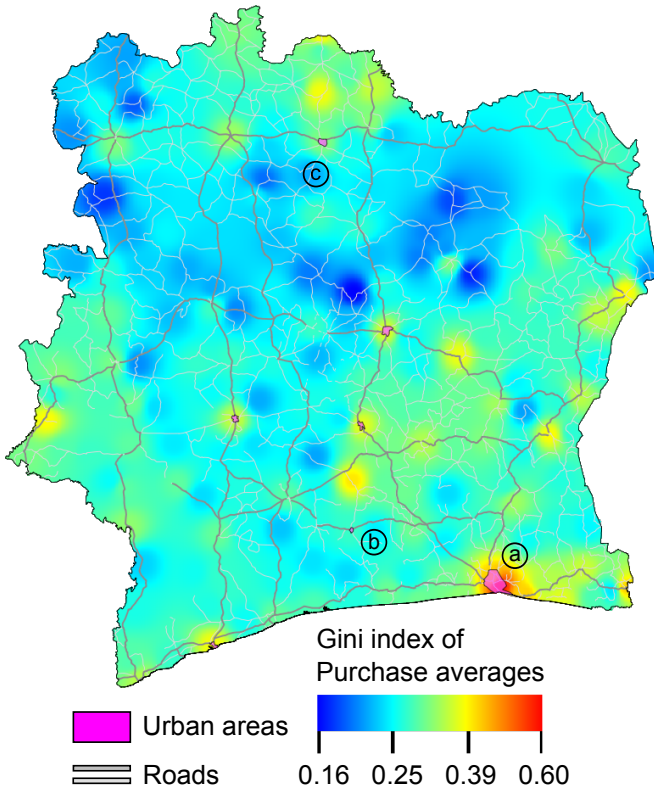 c
b
a
Gini index of
Purchase averages
Urban areas
Roads
0.16 0.25 0.39 0.60